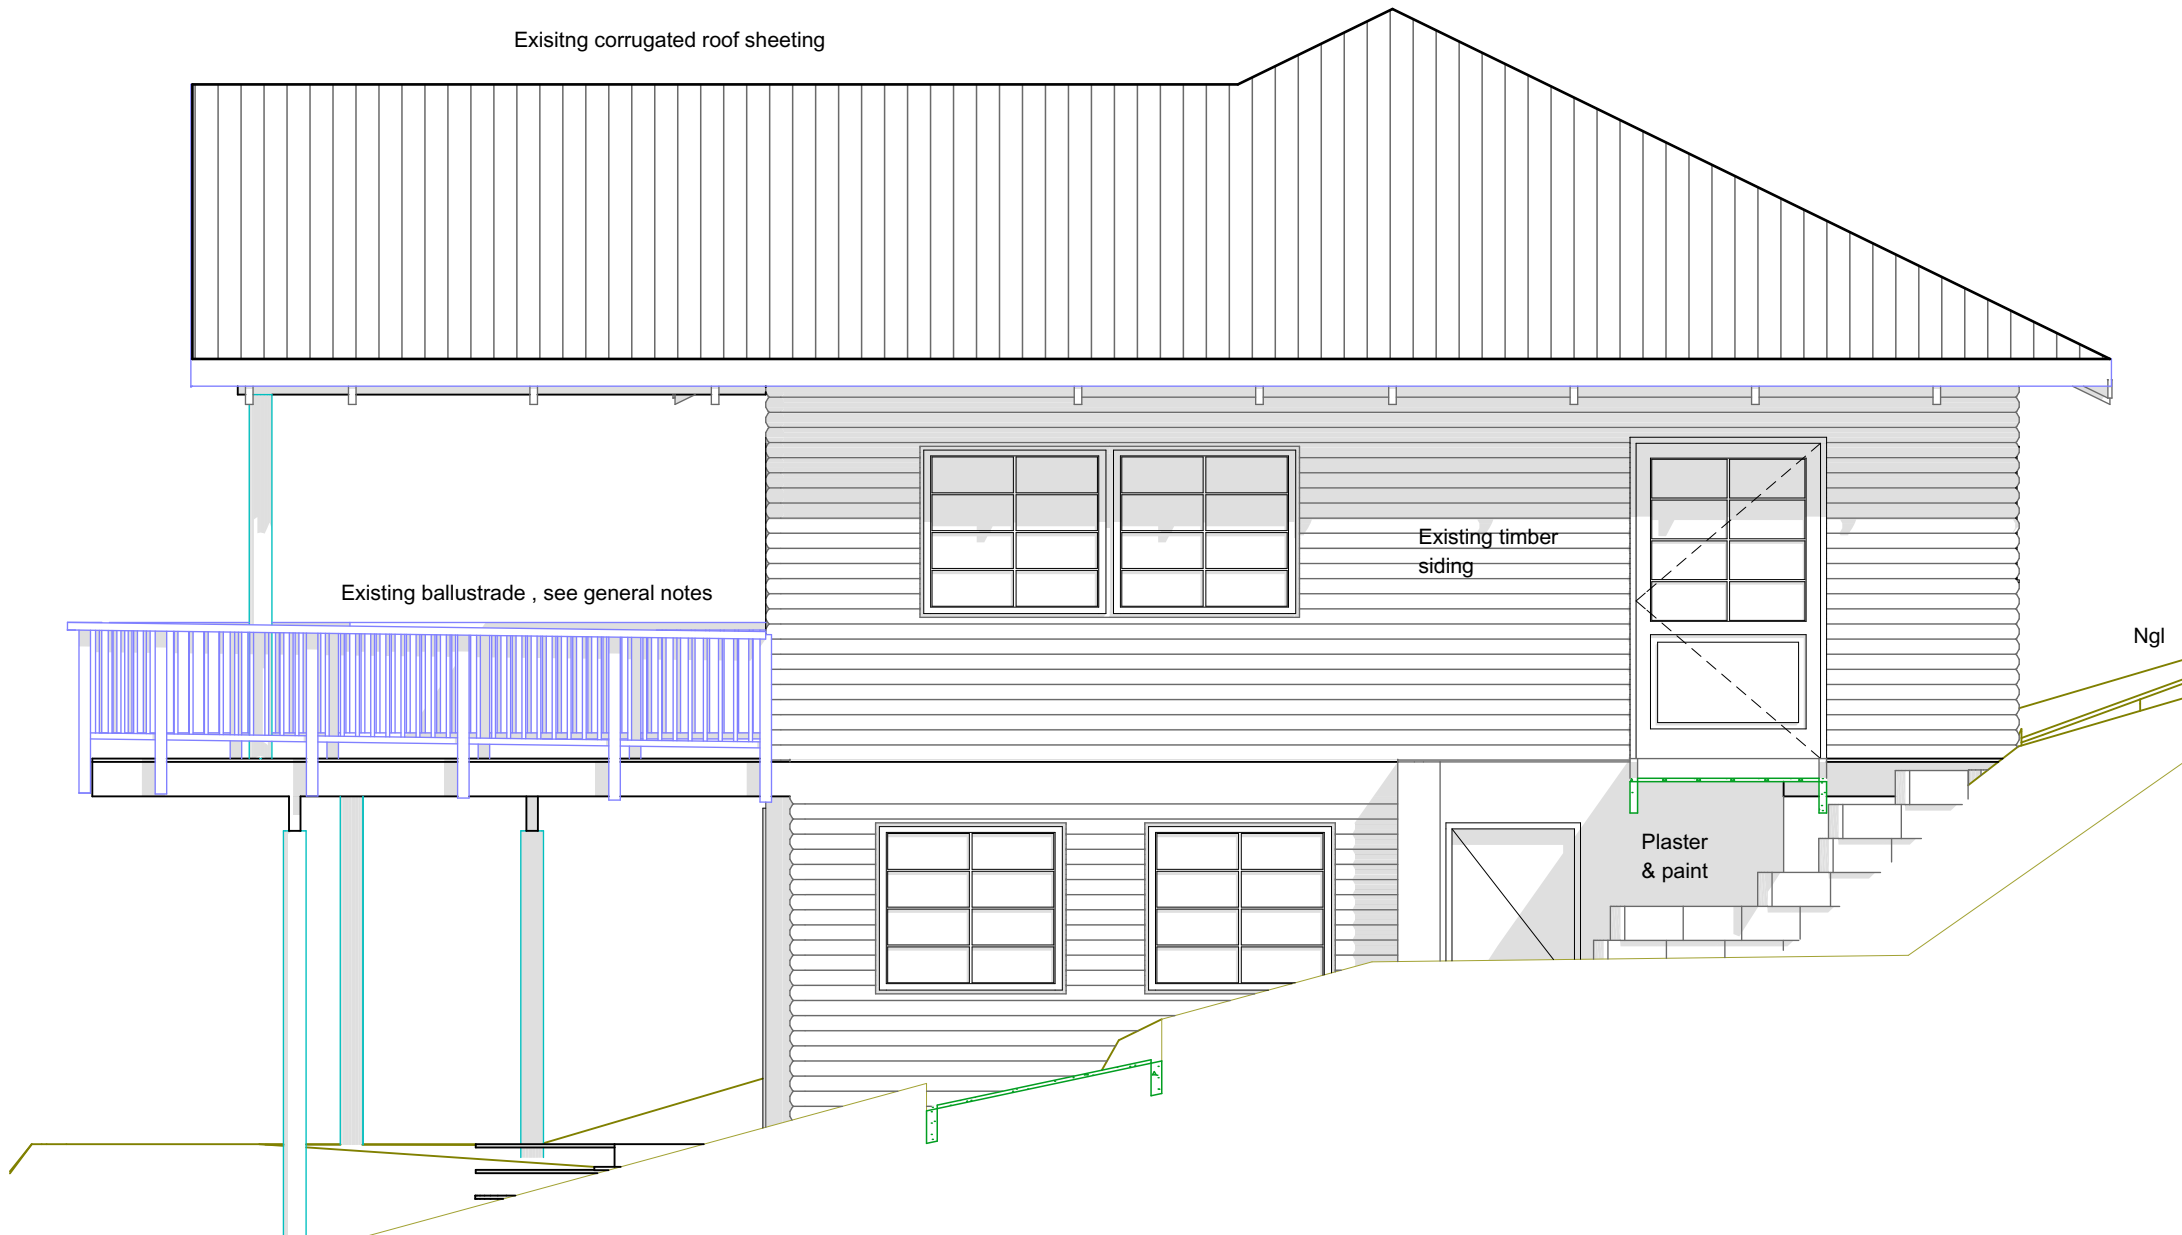 Exisitng corrugated roof sheeting
Existing timber
siding
Existing ballustrade , see general notes
Ngl
Plaster
& paint